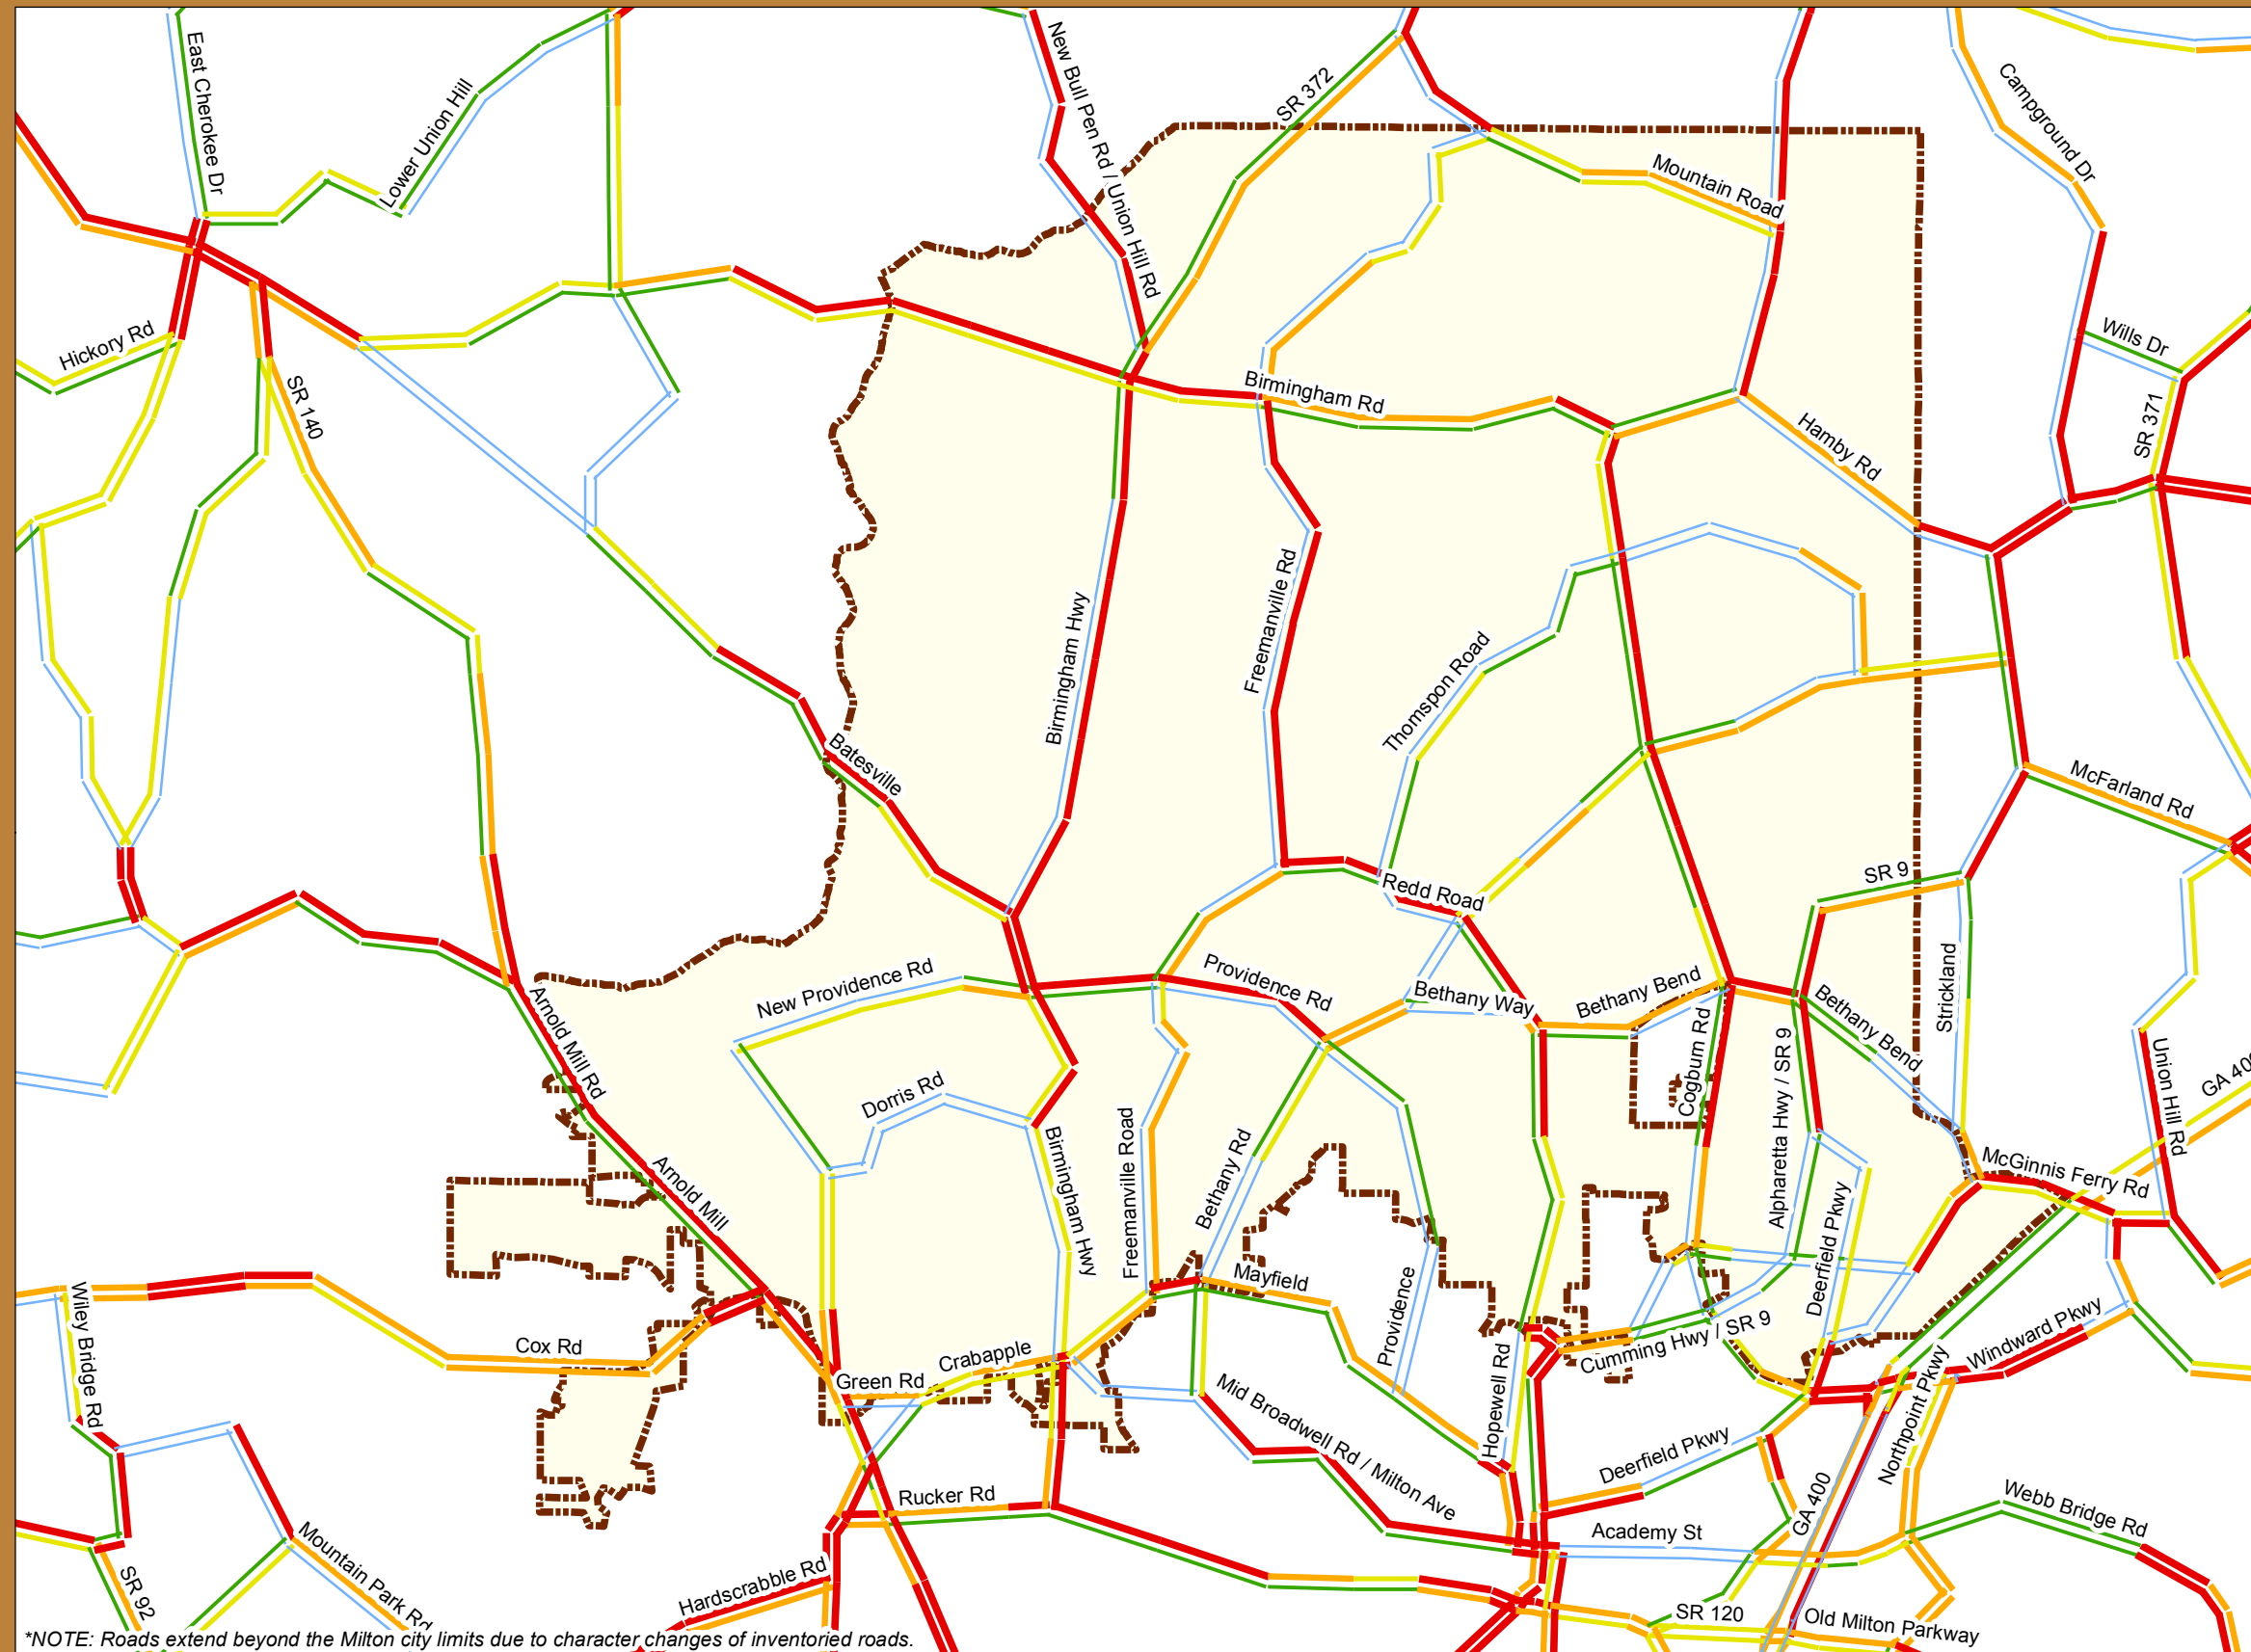 East Cherokee Dr
Lower Union Hill
New Bull Pen Rd / Union Hill Rd
SR 372
Mountain Road
Campground Dr
Hickory Rd
SR 140
Birmingham Rd
Hamby Rd
Wills Dr
SR 371
Birmingham Hwy
Freemanville Rd
Thomspon Road
Batesville
McFarland Rd
Redd Road
SR 9
New Providence Rd
Providence Rd
Bethany Way
Bethany Bend
Bethany Bend
Strickland
Arnold Mill Rd
Dorris Rd
Cogburn Rd
Alpharetta Hwy / SR 9
Union Hill Rd
Arnold Mill
Birmingham Hwy
Freemanville Road
Bethany Rd
Mayfield
Providence
Deerfield Pkwy
McGinnis Ferry Rd
Wiley Bridge Rd
Cox Rd
Green Rd
Crabapple
Cumming Hwy / SR 9
Windward Pkwy
Mid Broadwell Rd / Milton Ave
Hopewell Rd
Deerfield Pkwy
Northpoint Pkwy
GA 400
Rucker Rd
Academy St
Webb Bridge Rd
SR 92
Mountain Park Rd
Hardscrabble Rd
SR 120
Old Milton Parkway
*NOTE: Roads extend beyond the Milton city limits due to character changes of inventoried roads.